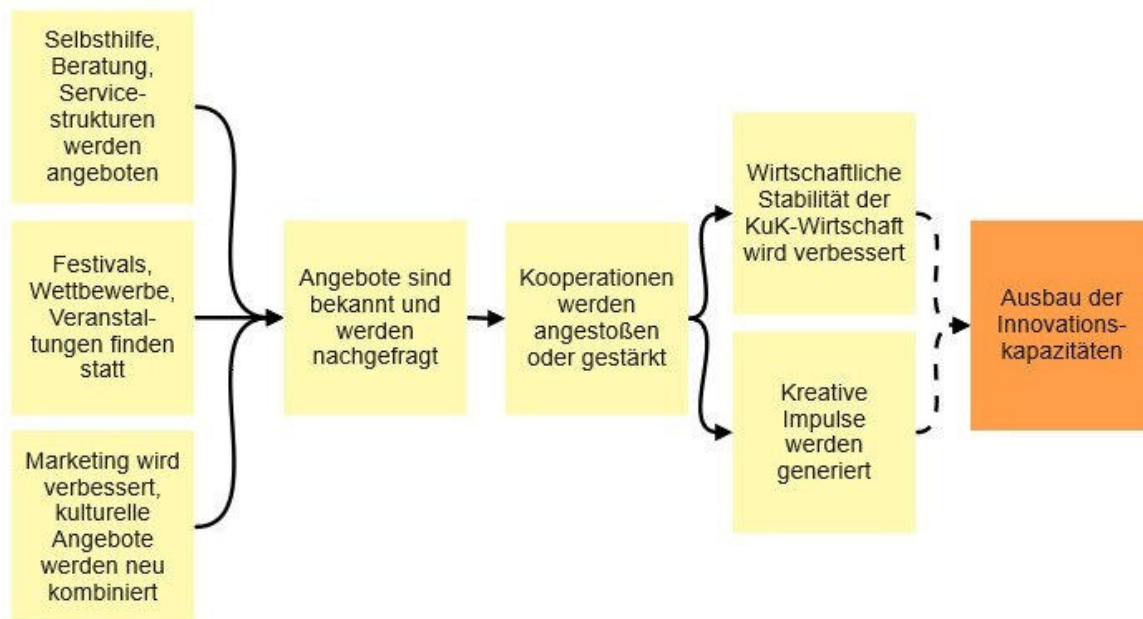 Selbsthilfe,
Beratung,
Service-
strukturen
werden
angeboten
Festivals,
Wettbewerbe,
Veranstal-
tungen finden
statt
Marketing wird
verbessert,
kulturelle
Angebote
werden neu
kombiniert
Angebote sind
bekannt und
werden
nachgefragt
Kooperationen
werden
angestoßen
oder gestärkt
Wirtschaftliche
Stabilität der
KuK-Wirtschaft
wird verbessert
Kreative
Impulse
werden
generiert
Ausbau der
Innovations-
kapazitäten